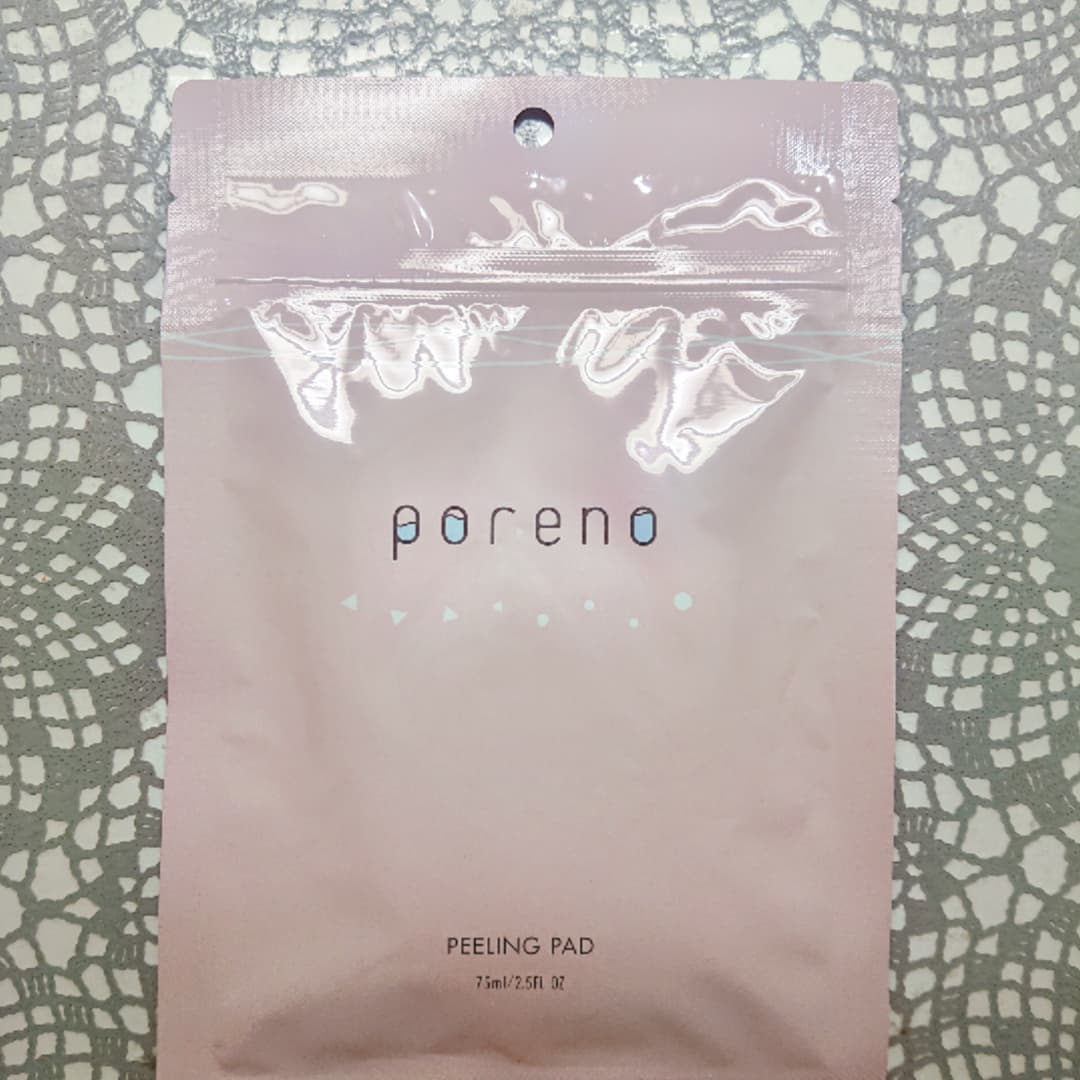 poreno
PEELING PAD
75ml/2.5FL OZ